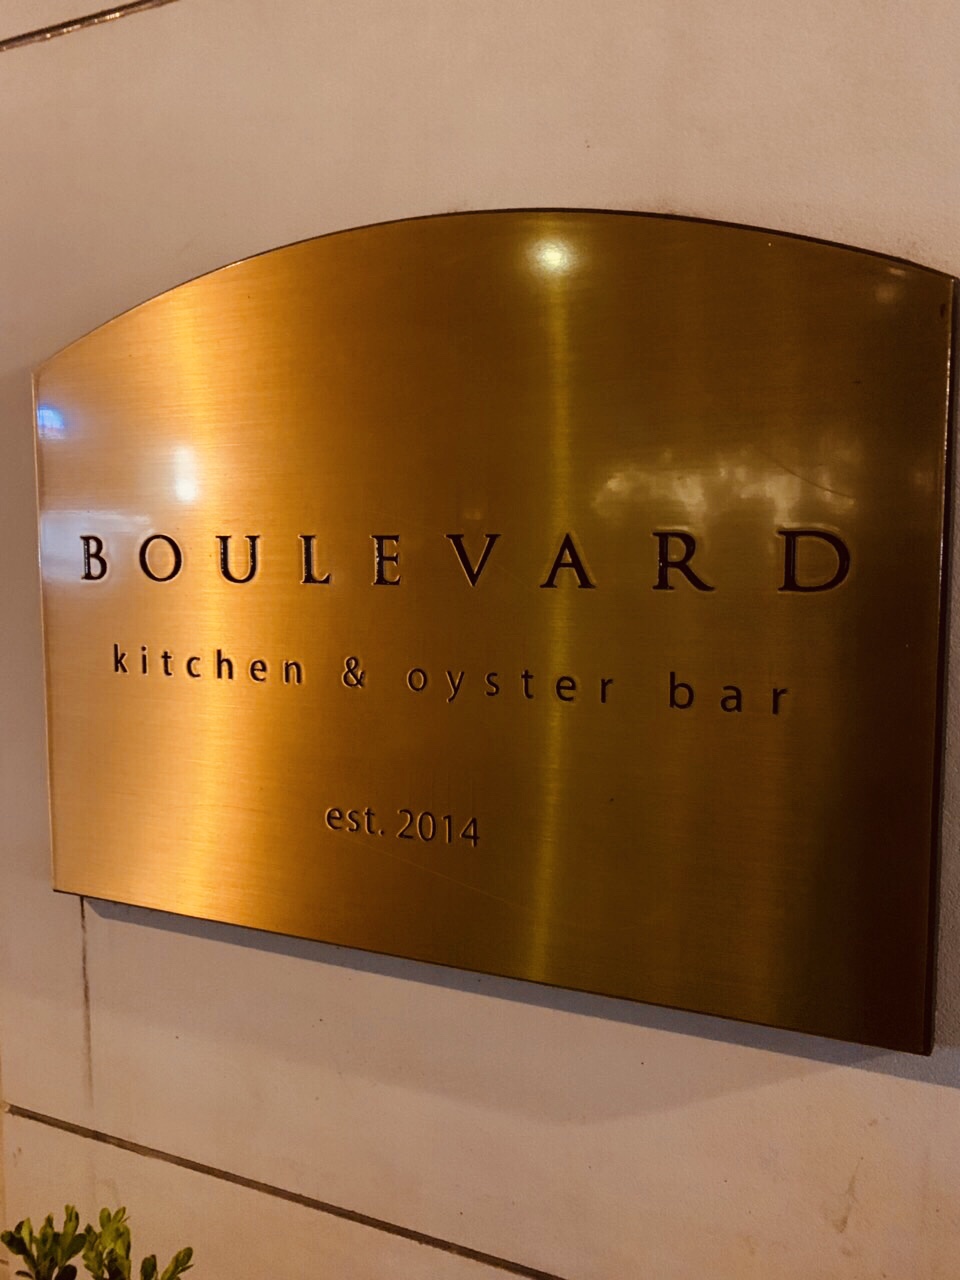 BOULEVARD
kitchen & oyster bar
est. 2014